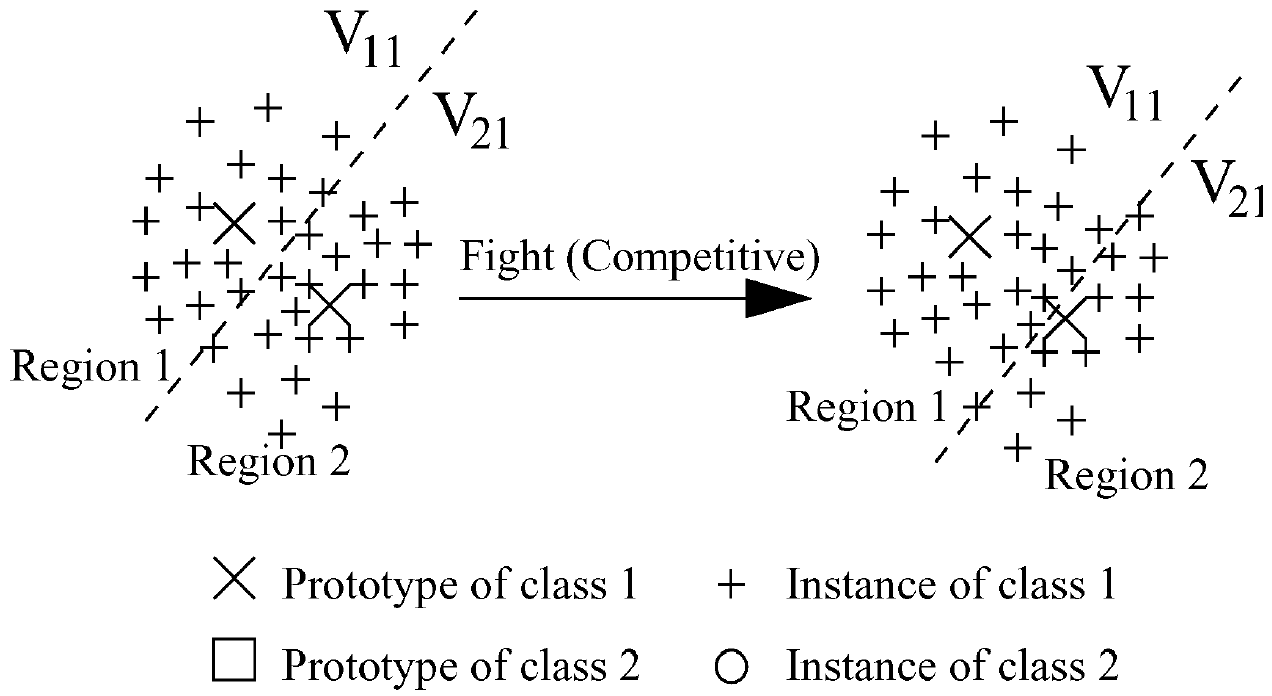 V11
V21
Fight (Competitive)
Region 1
Region 2
V11
V21
Region 1
Region 2
Prototype of class 1
Instance of class 1
Prototype of class 2
Instance of class 2